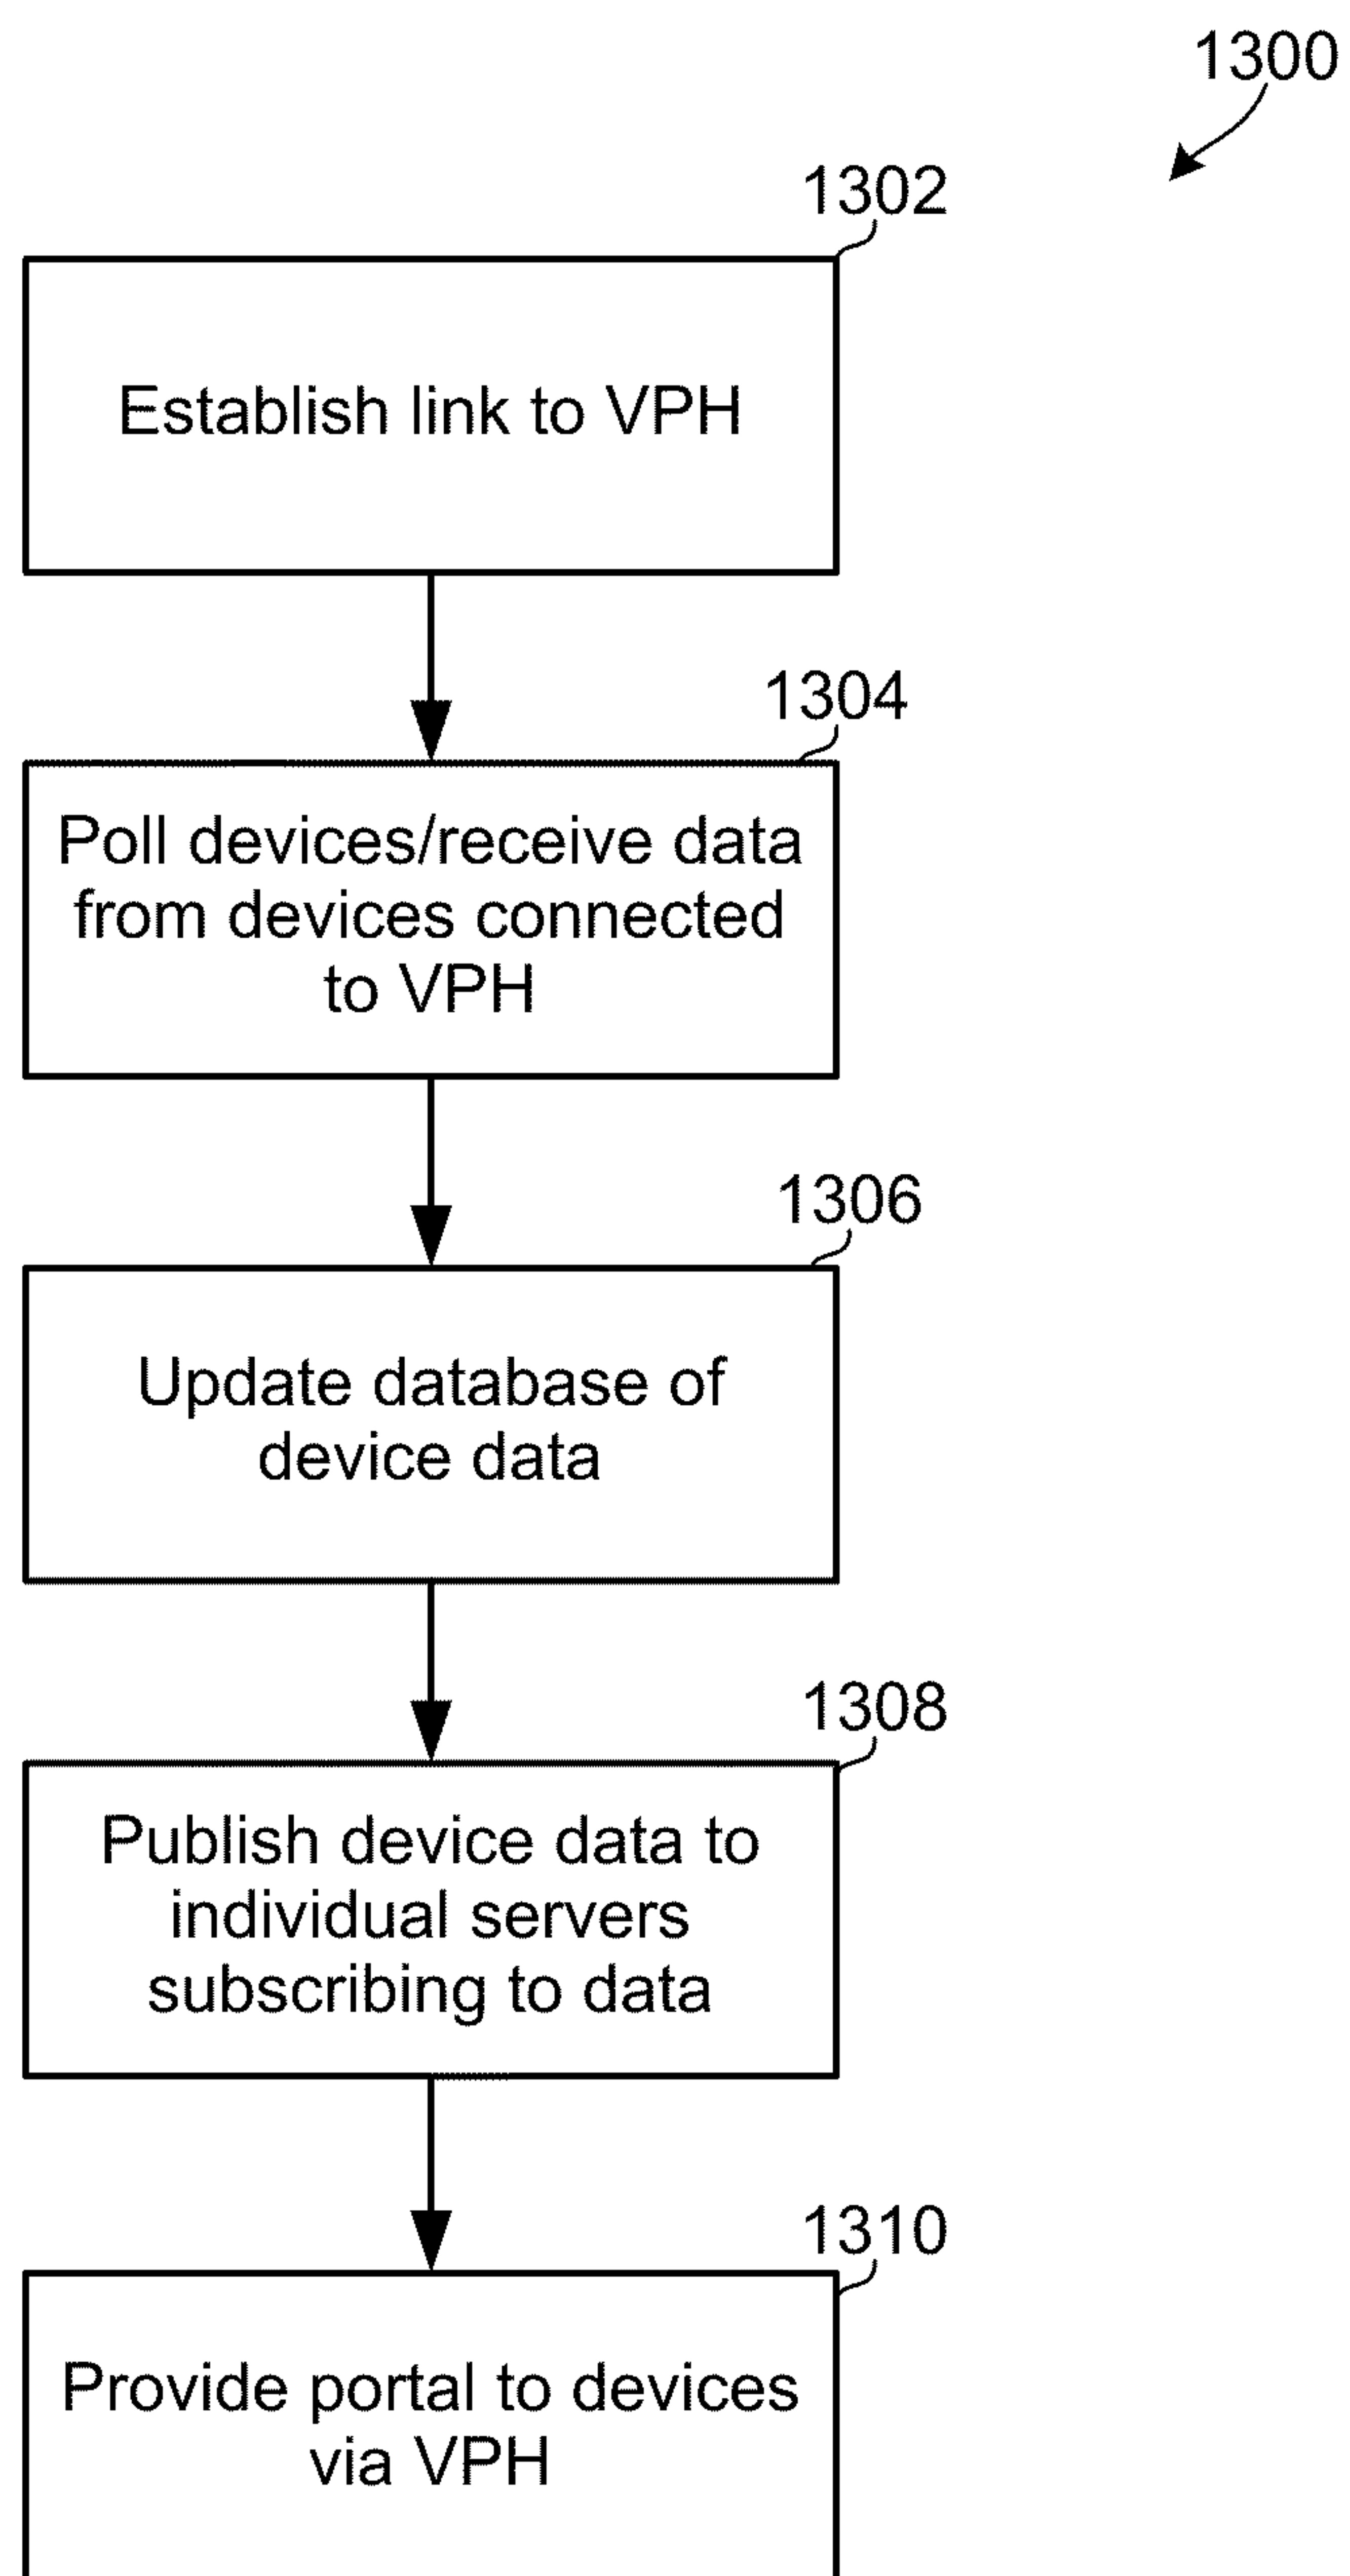 1300
1302
Establish link to VPH
1304
Poll devices/receive data
from devices connected
to VPH
1306
Update database of
device data
1308
Publish device data to
individual servers
subscribing to data
1310
Provide portal to devices
via VPH